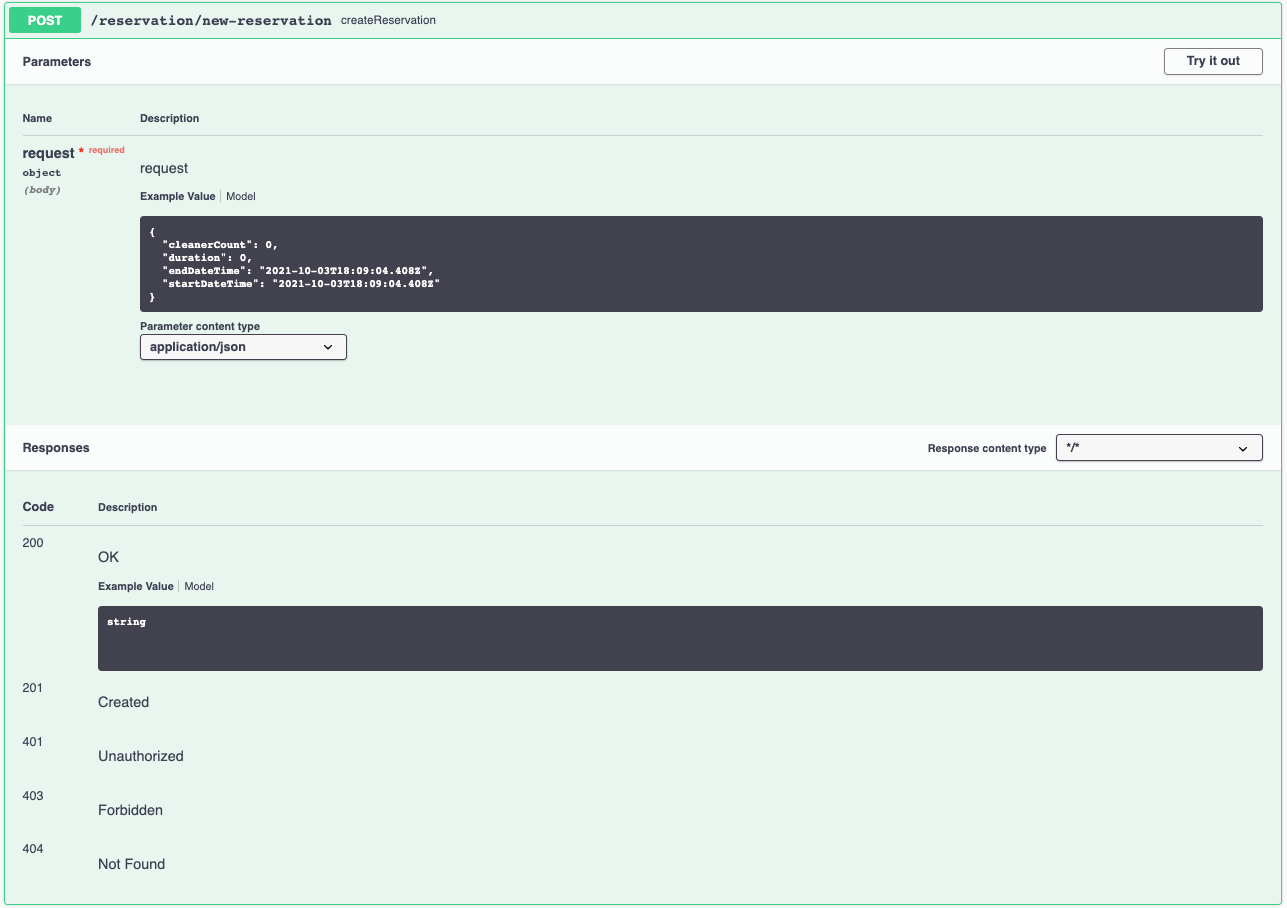 POST /reservation/new-reservation createReservation
Parameters
Try it out
Name Description
request * required
object
(body)
request
Example Value Model
{
  "cleanerCount": 0,
  "duration": 0,
  "endDateTime": "2021-10-03T18:09:04.408Z",
  "startDateTime": "2021-10-03T18:09:04.408Z"
}
Parameter content type
application/json
Responses
Response content type */*
Code Description
200
OK
Example Value Model
string
201
Created
401
Unauthorized
403
Forbidden
404
Not Found